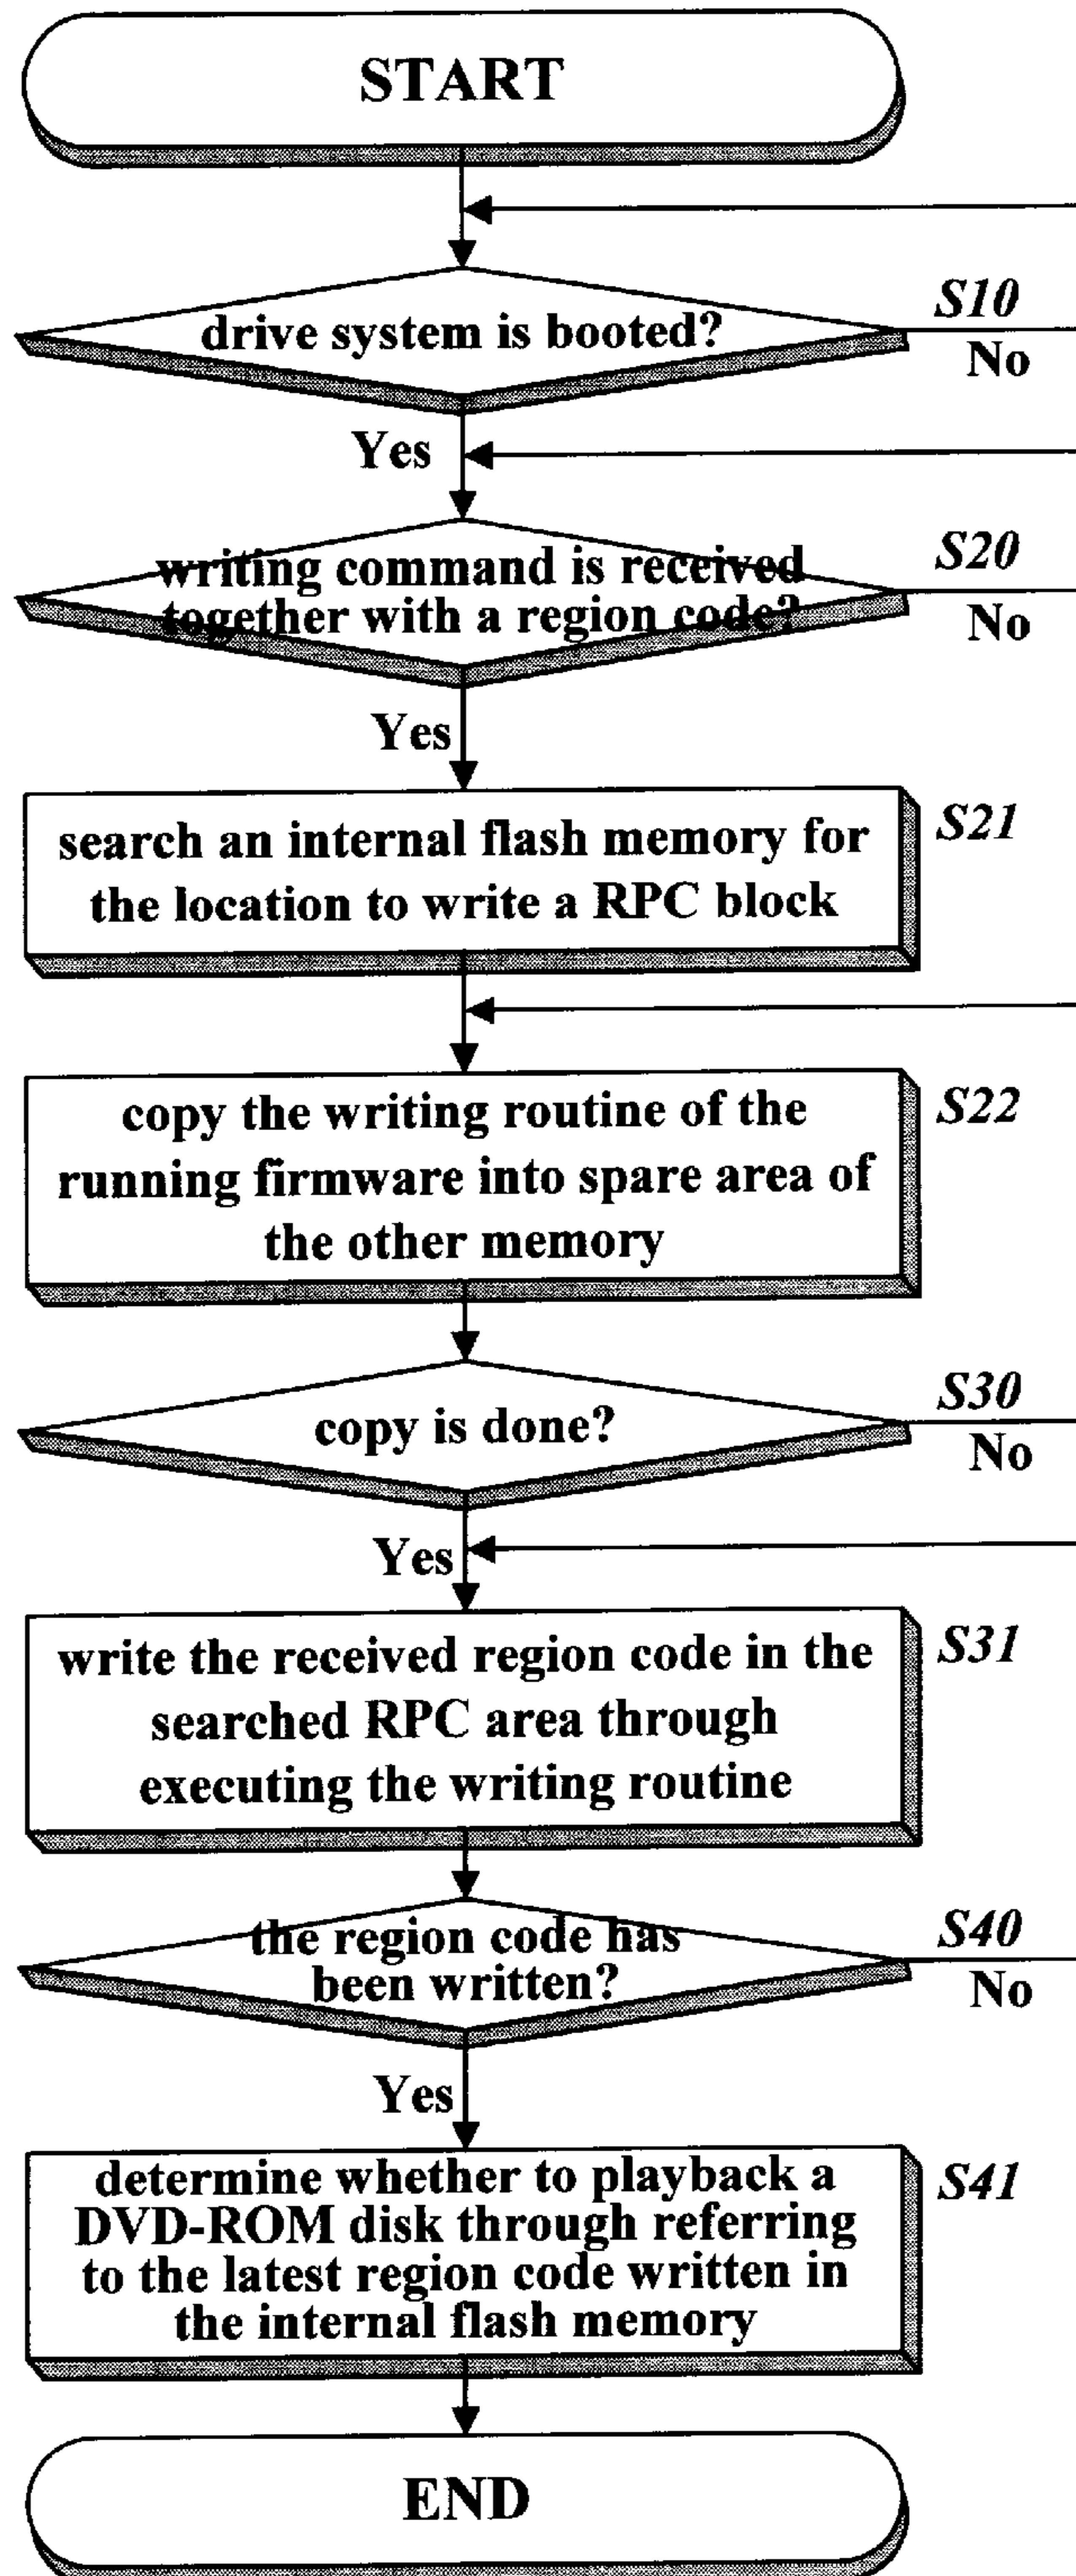 START
drive system is booted?
S10
No
Yes
writing command is received
together with a region code?
S20
No
Yes
search an internal flash memory for
the location to write a RPC block
S21
copy the writing routine of the
running firmware into spare area of
the other memory
S22
copy is done?
S30
No
Yes
write the received region code in the
searched RPC area through
executing the writing routine
S31
the region code has
been written?
S40
No
Yes
determine whether to playback a
DVD-ROM disk through referring
to the latest region code written in
the internal flash memory
S41
END